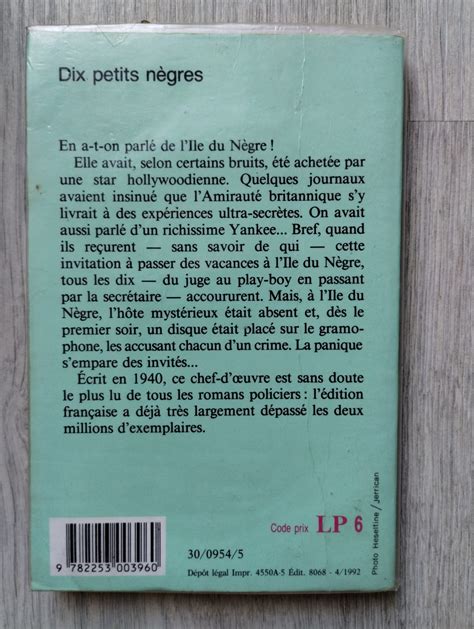 Dix petits nègres
En a-t-on parlé de l'Ile du Nègre !
Elle avait, selon certains bruits, été achetée par
une star hollywoodienne. Quelques journaux
avaient insinué que l'Amirauté britannique s'y
livrait à des expériences ultra-secrètes. On avait
aussi parlé d'un richissime Yankee... Bref, quand
ils reçurent — sans savoir de qui — cette
invitation à passer des vacances à l'Ile du Nègre,
tous les dix — du juge au play-boy en passant
par la secrétaire — accoururent. Mais, à l'Ile du
Nègre, l'hôte mystérieux était absent et, dès
le premier soir, un disque était placé sur le gramo-
phone, les accusant chacun d'un crime. La panique
s'empare des invités...
Écrit en 1940, ce chef-d'œuvre est sans doute
le plus lu de tous les romans policiers : l'édition
française a déjà très largement dépassé les deux
millions d'exemplaires.
Photo Heseltine / Jerrican
Code prix LP 6
9 782253 003960
30/0954/5
Dépôt légal Impr. 4550A-5 Édit. 8068 - 4/1992